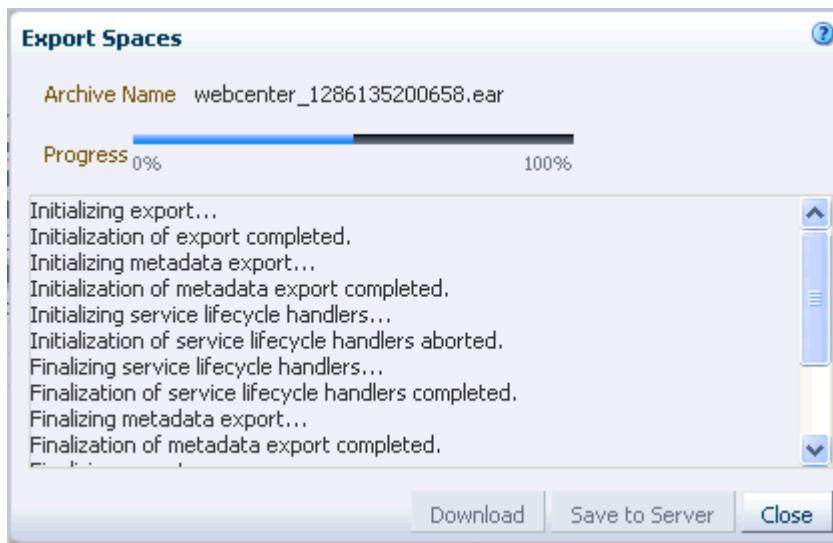 Export Spaces
?
Archive Name webcenter_1286135200658.ear
Progress 0% 100%
Initializing export...
Initialization of export completed.
Initializing metadata export...
Initialization of metadata export completed.
Initializing service lifecycle handlers...
Initialization of service lifecycle handlers aborted.
Finalizing service lifecycle handlers...
Finalization of service lifecycle handlers completed.
Finalizing metadata export...
Finalization of metadata export completed.
Download Save to Server Close